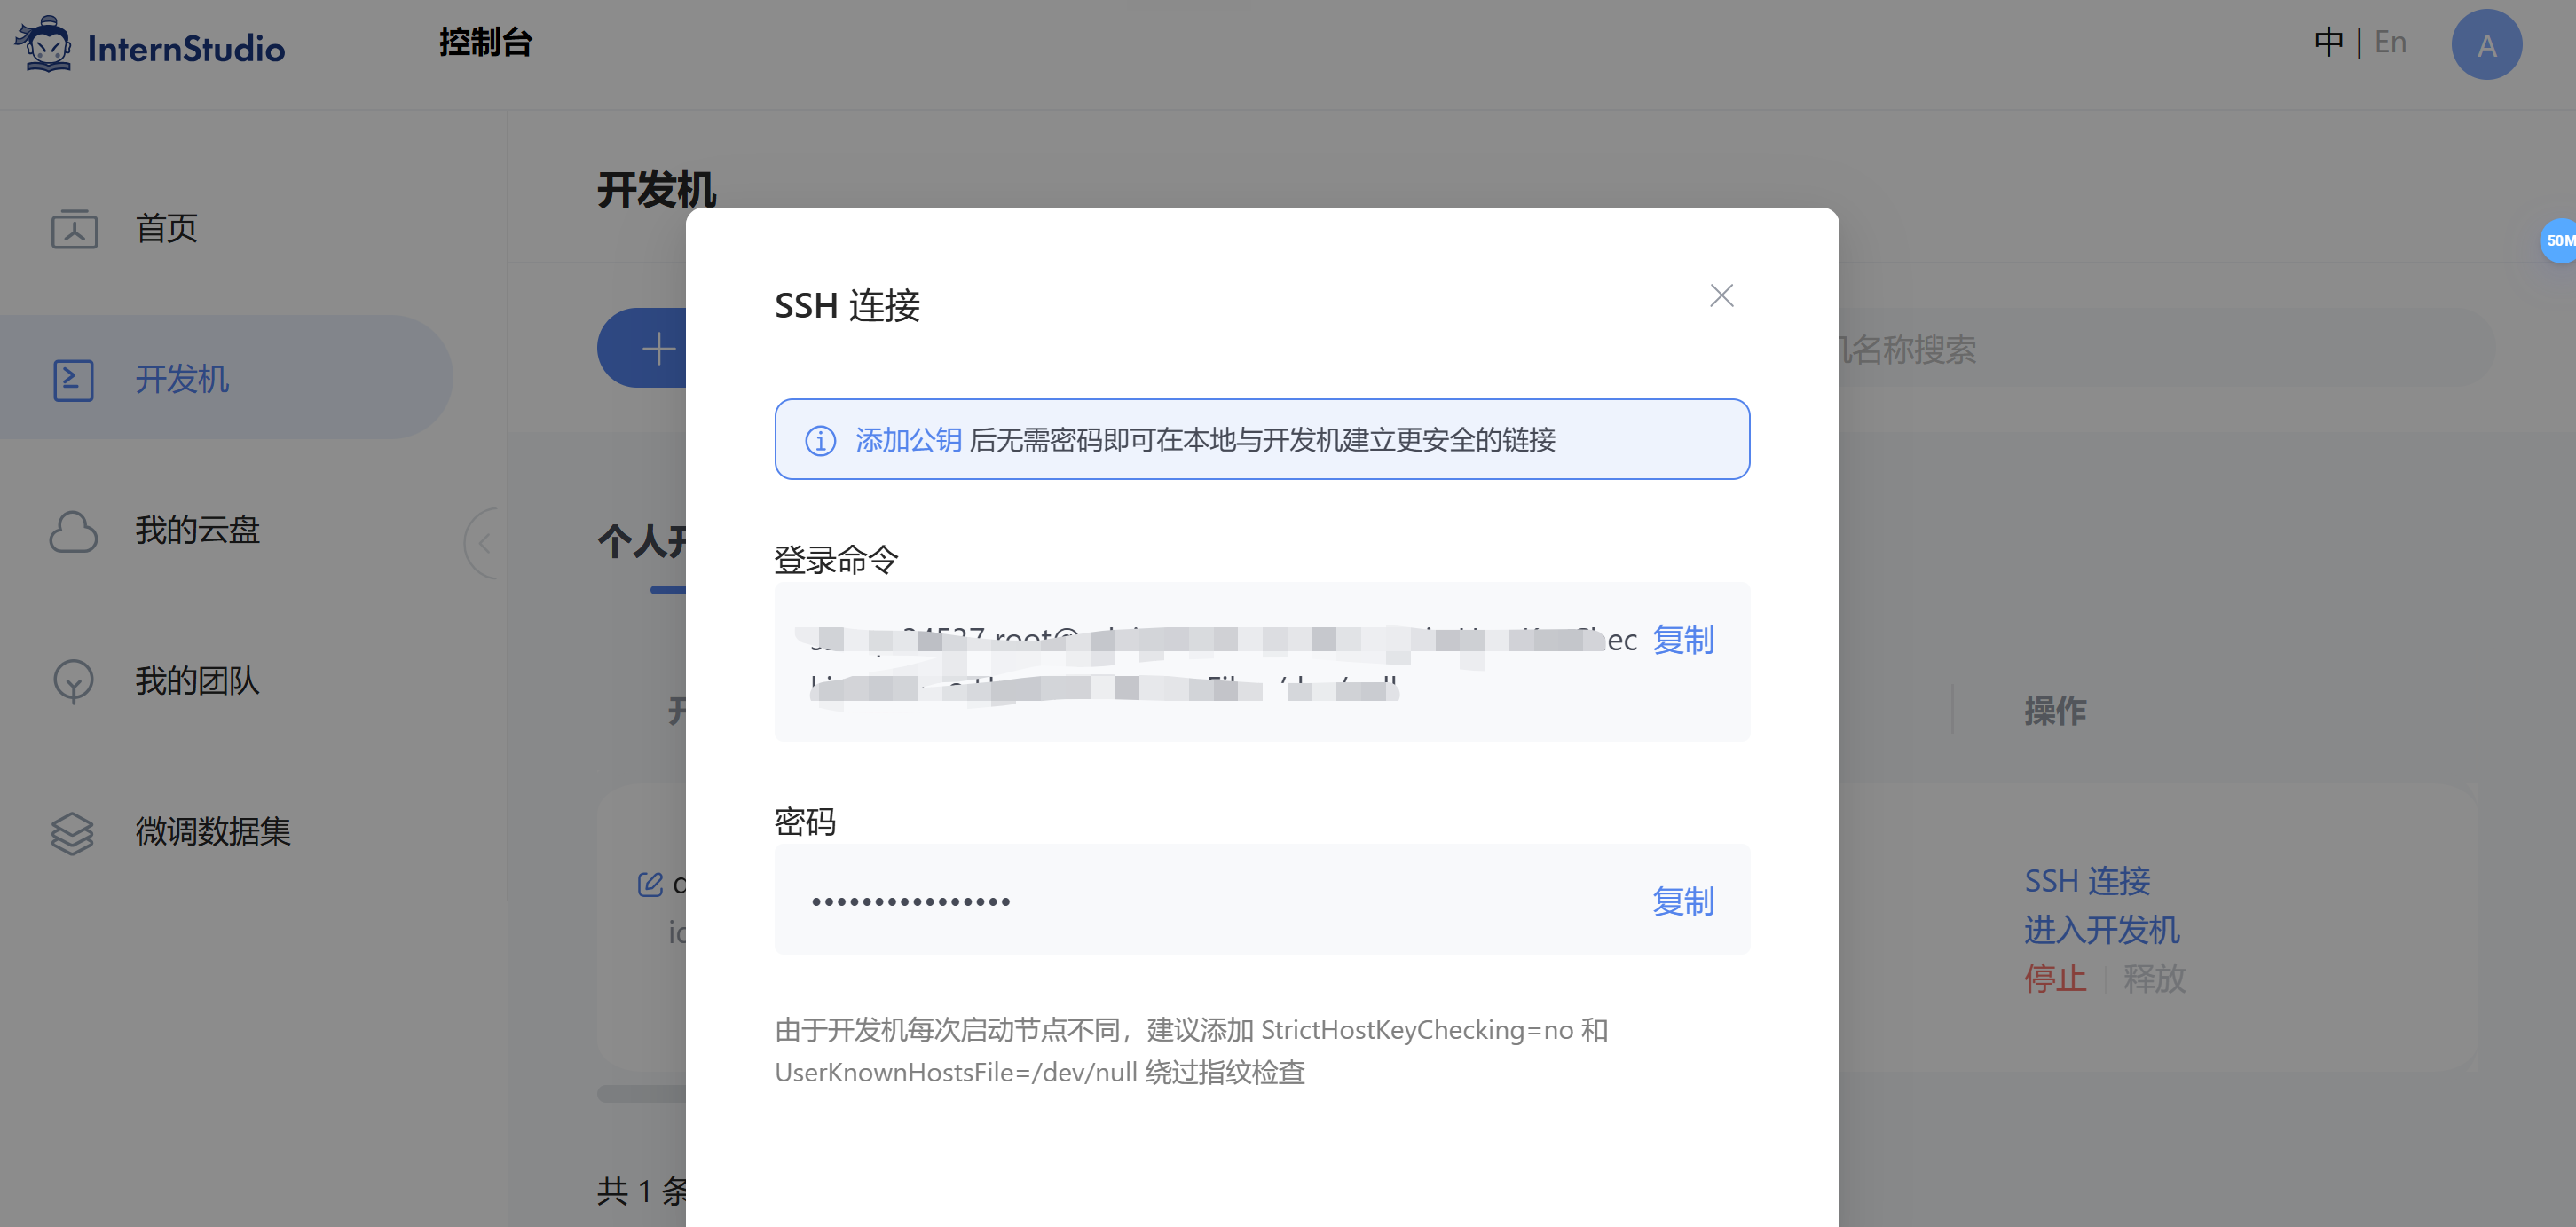 InternStudio
控制台
中 | En
A
首页
开发机
我的云盘
我的团队
微调数据集
开发机
机名称搜索
50M
个人开
操作
SSH 连接
进入开发机
停止 | 释放
共 1 条
SSH 连接
添加公钥 后无需密码即可在本地与开发机建立更安全的链接
登录命令
root@
ec 复制
密码
•••••••••••••••• 复制
由于开发机每次启动节点不同，建议添加 StrictHostKeyChecking=no 和
UserKnownHostsFile=/dev/null 绕过指纹检查